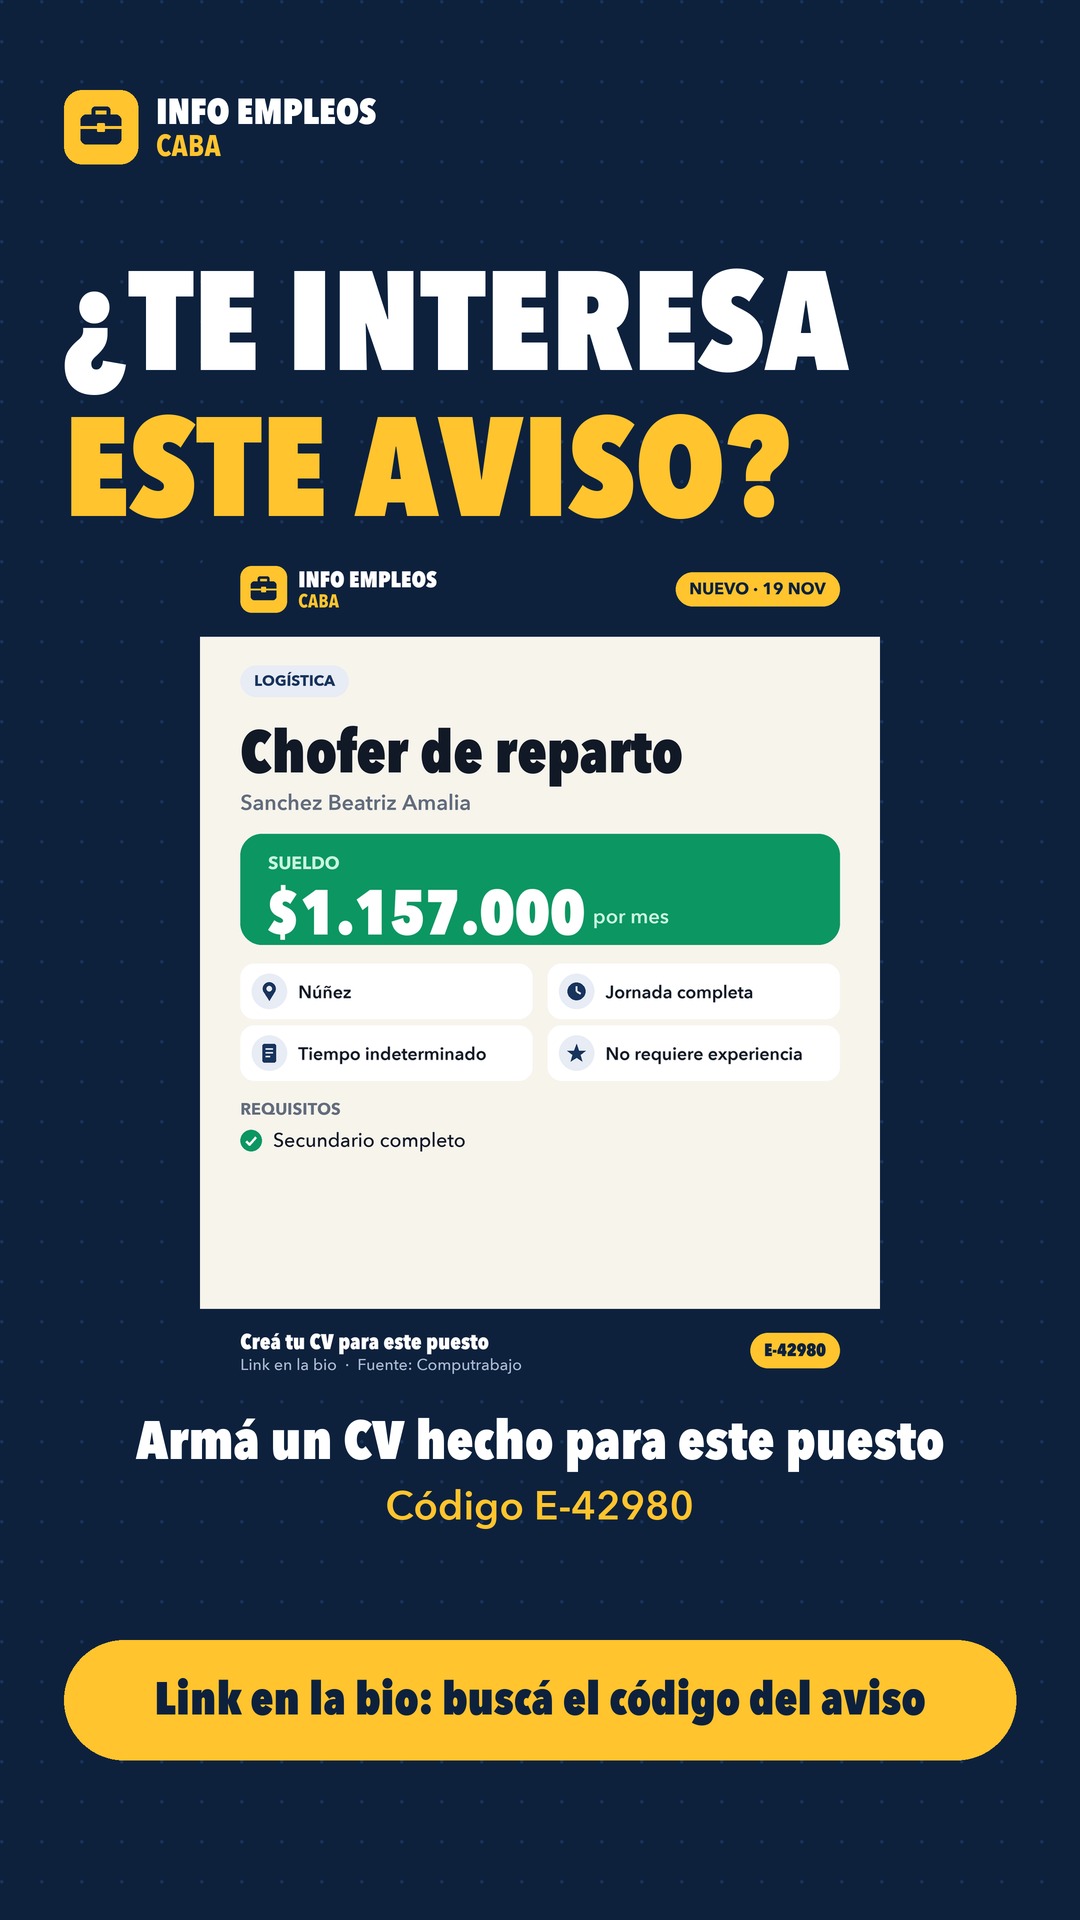 INFO EMPLEOS
CABA
¿TE INTERESA
ESTE AVISO?
INFO EMPLEOS
CABA
NUEVO · 19 NOV
LOGÍSTICA
Chofer de reparto
Sanchez Beatriz Amalia
SUELDO
$1.157.000 por mes
Núñez
Jornada completa
Tiempo indeterminado
No requiere experiencia
REQUISITOS
Secundario completo
Creá tu CV para este puesto
Link en la bio · Fuente: Computrabajo
E-42980
Armá un CV hecho para este puesto
Código E-42980
Link en la bio: buscá el código del aviso